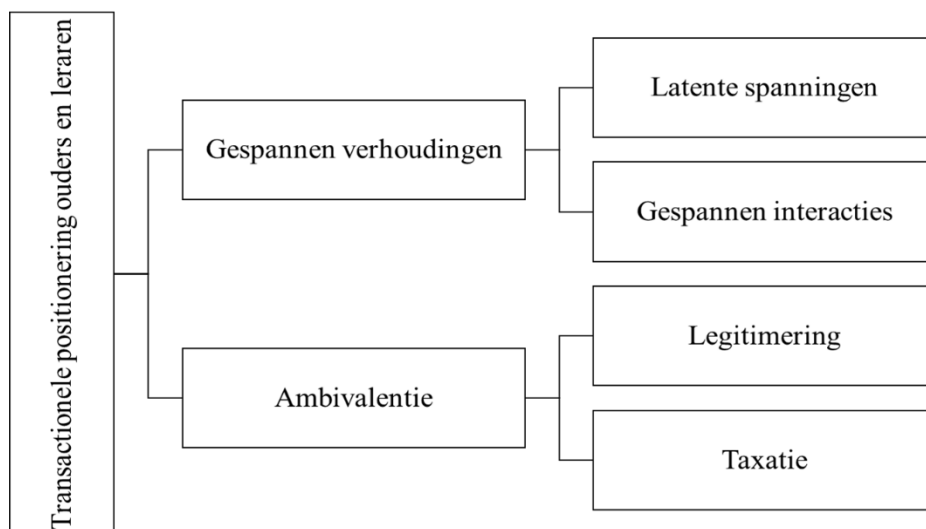 Transactionele positionering ouders en leraren
Gespannen verhoudingen
Latente spanningen
Gespannen interacties
Ambivalentie
Legitimering
Taxatie